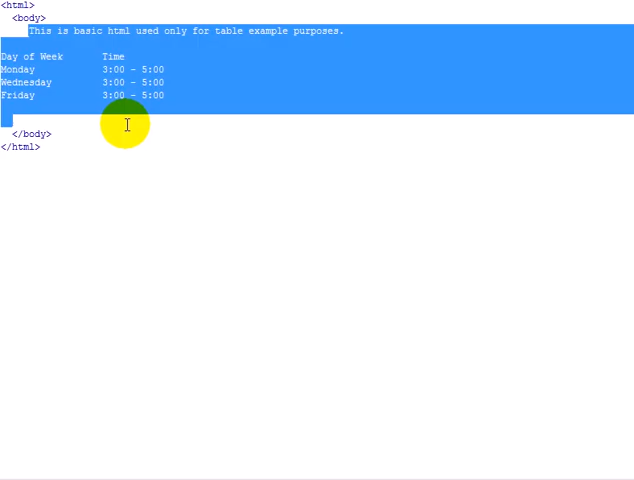 <html>
<body>
This is basic html used only for table example purposes.
Day of Week Time
Monday 3:00 - 5:00
Wednesday 3:00 - 5:00
Friday 3:00 - 5:00
</body>
</html>